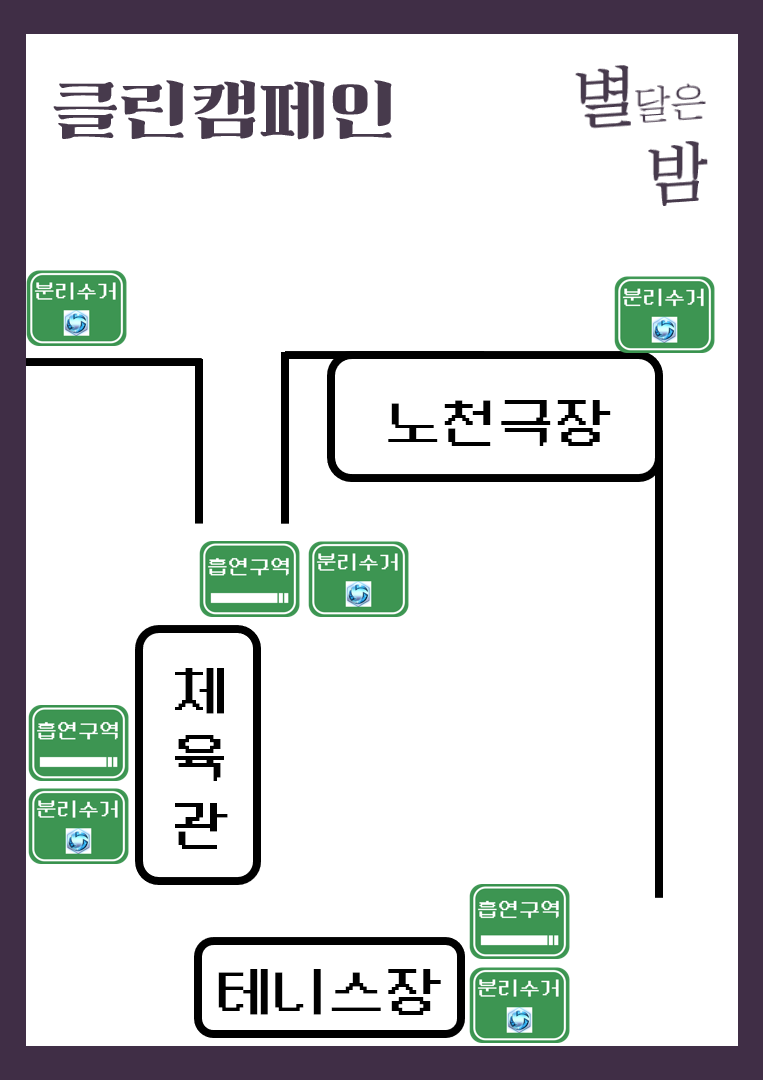 클린캠페인
별달은
밤
분리수거
분리수거
노천극장
흡연구역
분리수거
체
육
관
흡연구역
분리수거
흡연구역
테니스장
분리수거